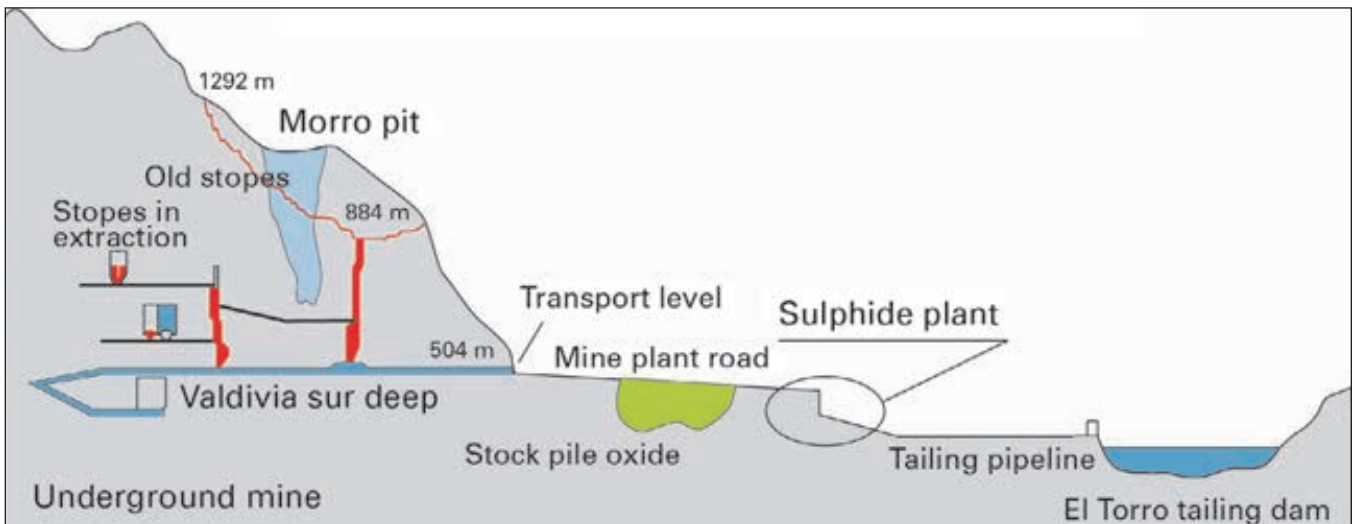 1292 m
Morro pit
Old stopes
Stopes in
extraction
884 m
Transport level
Sulphide plant
504 m
Mine plant road
Valdivia sur deep
Stock pile oxide
Tailing pipeline
Underground mine
El Torro tailing dam